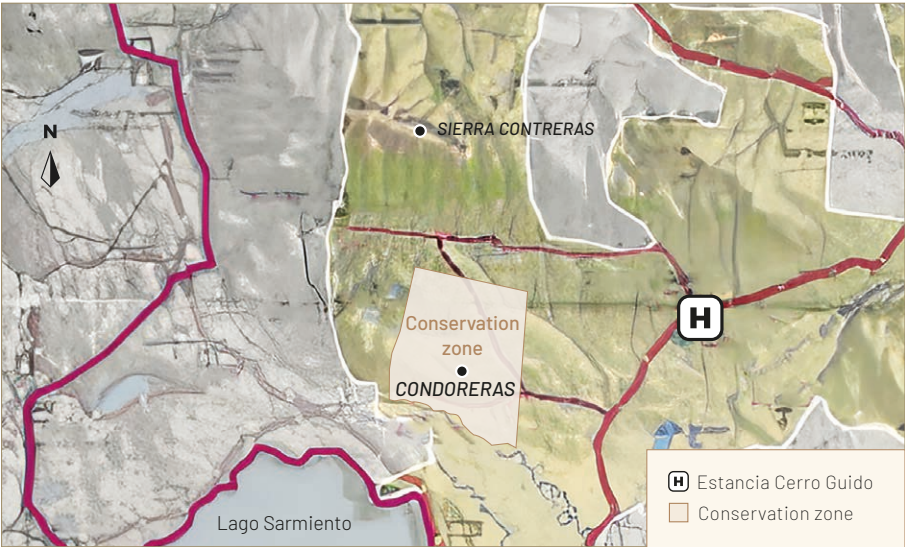 N
SIERRA CONTRERAS
H
Conservation
zone
CONDORERAS
Lago Sarmiento
H Estancia Cerro Guido
Conservation zone